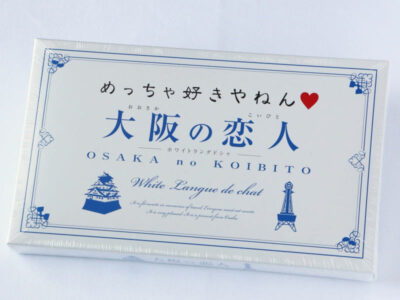 めっちゃ好きやねん♥
おおさか こいびと
大阪の恋人
ホワイトラングドシャ
OSAKA no KOIBITO
White Langue de chat